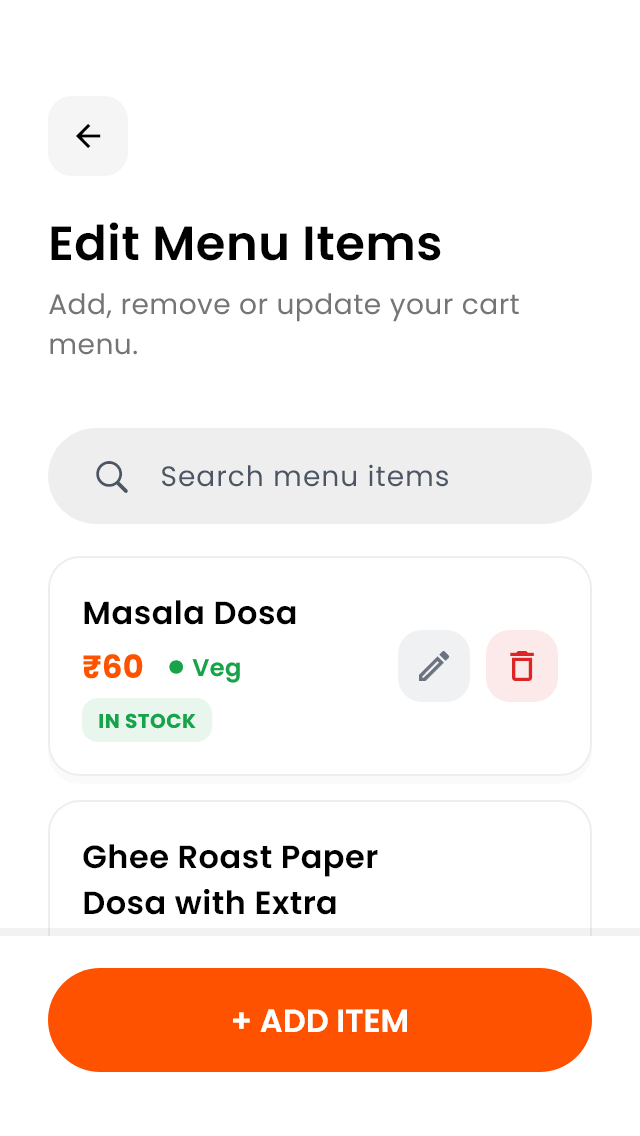 Edit Menu Items
Add, remove or update your cart
menu.
Search menu items
Masala Dosa
₹60 Veg
IN STOCK
Ghee Roast Paper
Dosa with Extra
+ ADD ITEM